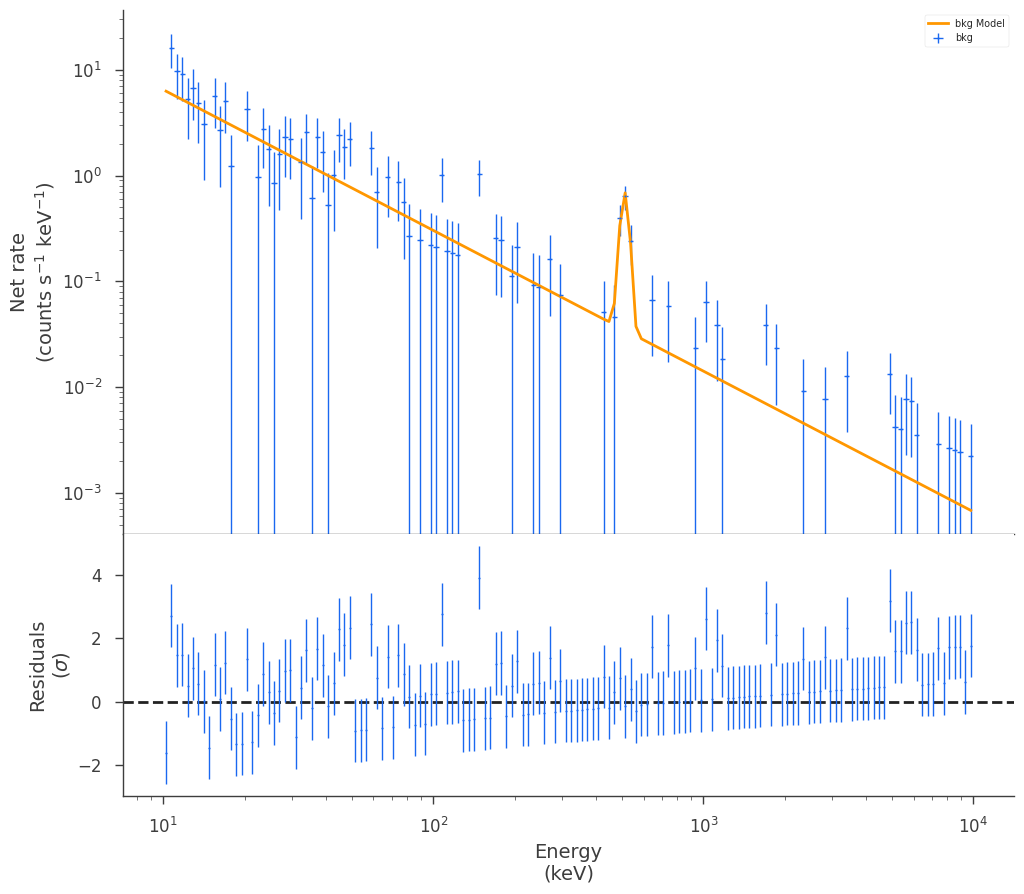 bkg Model
bkg
Net rate
(counts s⁻¹ keV⁻¹)
10¹
10⁰
10⁻¹
10⁻²
10⁻³
Residuals
(σ)
4
2
0
−2
10¹ 10² 10³ 10⁴
Energy
(keV)